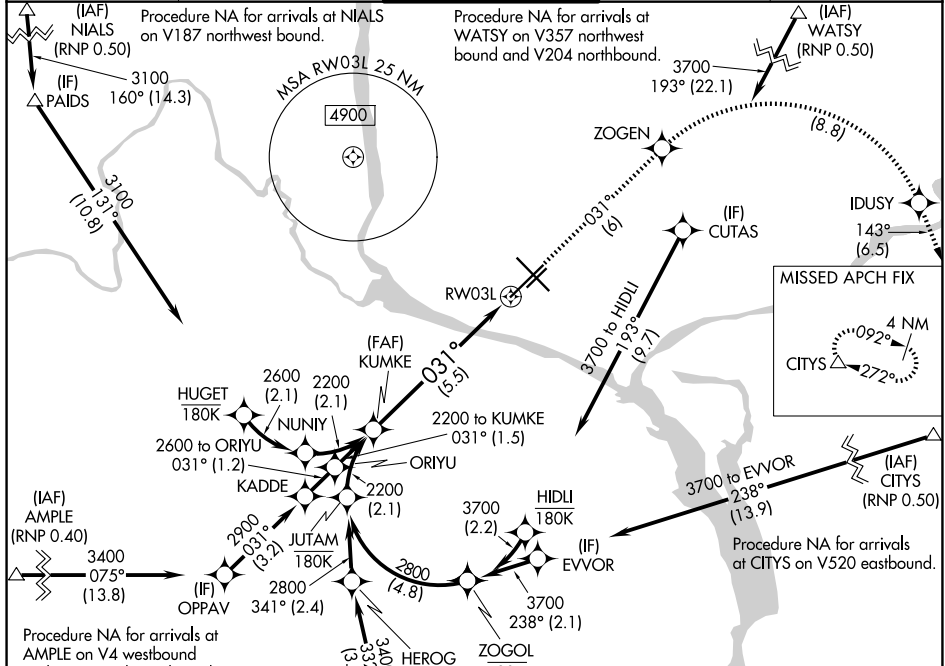 (IAF)
NIALS
(RNP 0.50)
Procedure NA for arrivals at NIALS
on V187 northwest bound.
Procedure NA for arrivals at
WATSY on V357 northwest
bound and V204 northbound.
(IAF)
WATSY
(RNP 0.50)
3100
160° (14.3)
(IF)
PAIDS
3700
193° (22.1)
MSA RW03L 25 NM
4900
ZOGEN
(8.8)
3100
131°
(10.8)
031°
(6)
IDUSY
143°
(6.5)
(IF)
CUTAS
RW03L
MISSED APCH FIX
4 NM
092°
CITYS
272°
3700 to HIDLI
193°
(9.7)
(FAF)
KUMKE
031°
(5.5)
HUGET
180K
2600
(2.1)
2200
(2.1)
NUNIY
2200 to KUMKE
031° (1.5)
2600 to ORIYU
031° (1.2)
ORIYU
KADDE
2200
(2.1)
(IAF)
CITYS
(RNP 0.50)
3700 to EVVOR
238°
(13.9)
(IAF)
AMPLE
(RNP 0.40)
3400
075°
(13.8)
2900
031°
(3.2)
JUTAM
180K
3700
(2.2)
HIDLI
180K
(IF)
EVVOR
Procedure NA for arrivals
at CITYS on V520 eastbound.
(IF)
OPPAV
2800
341° (2.4)
2800
(4.8)
3700
238° (2.1)
Procedure NA for arrivals at
AMPLE on V4 westbound
HEROG
ZOGOL